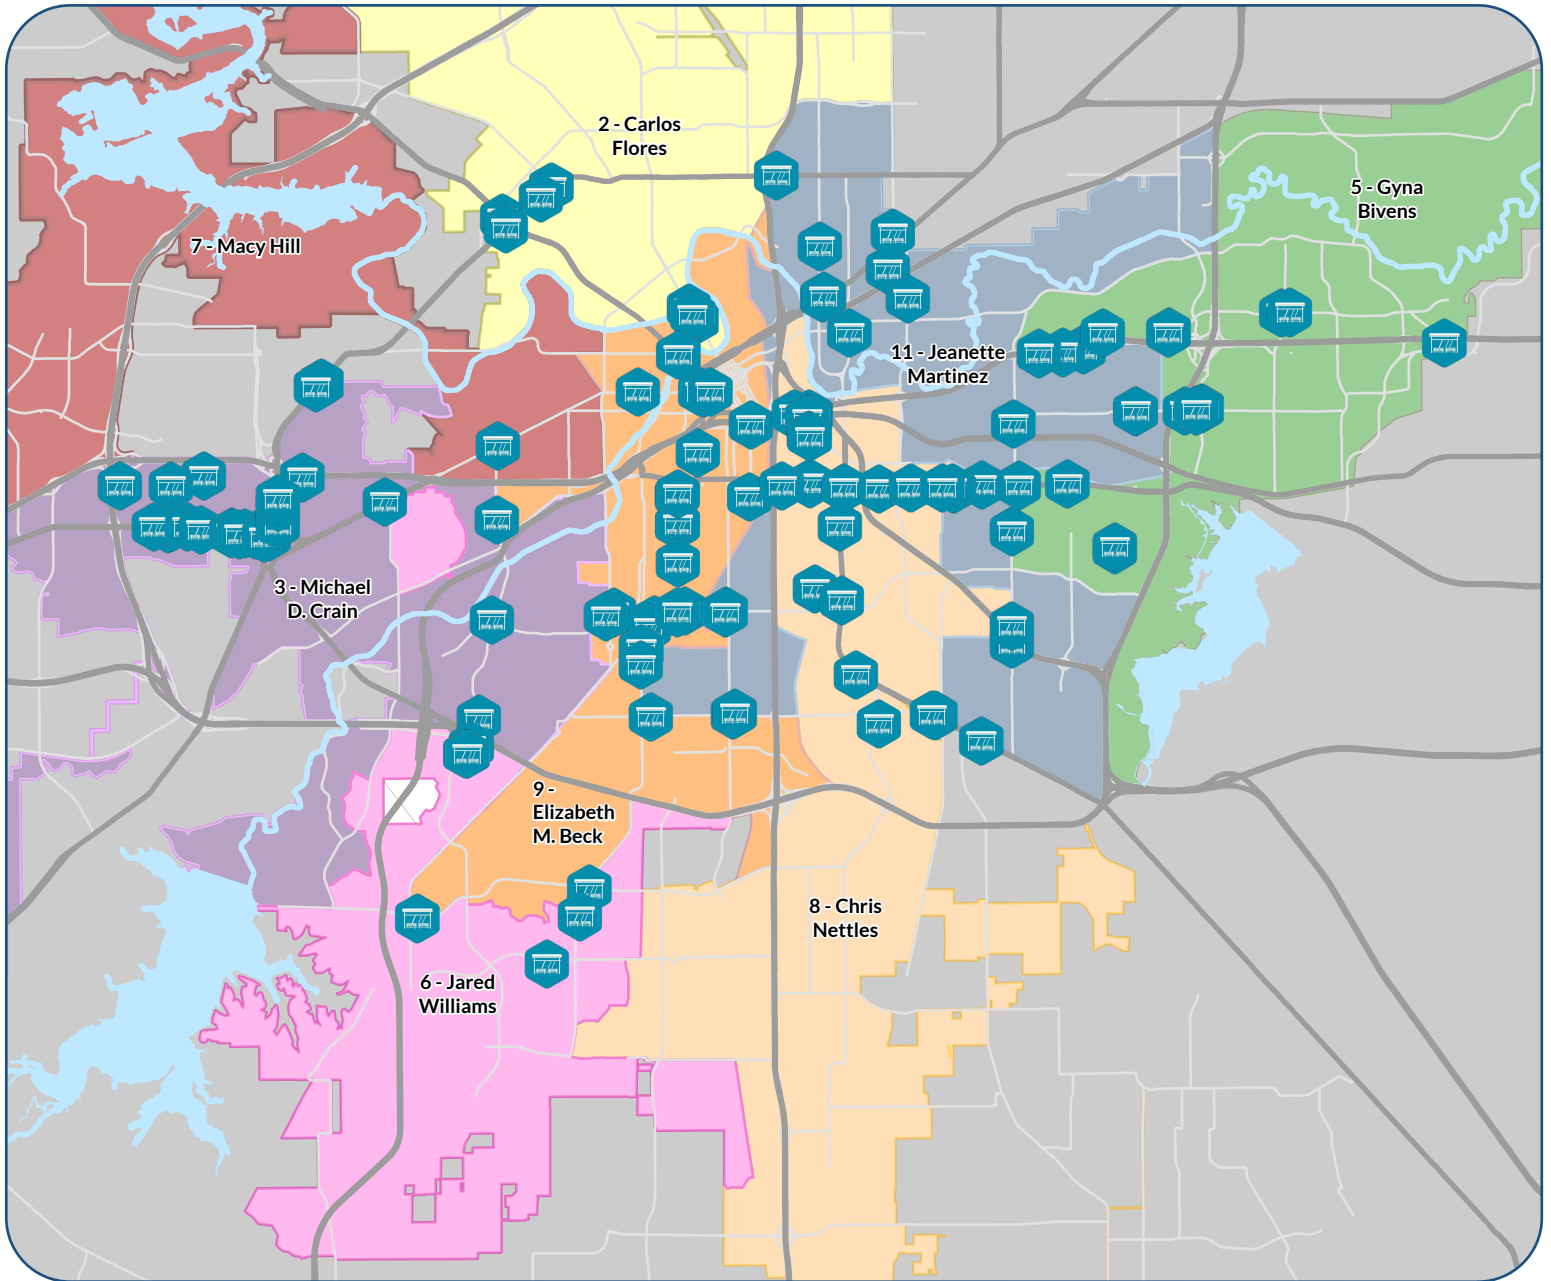 2 - Carlos
Flores
5 - Gyna
Bivens
7 - Macy Hill
11 - Jeanette
Martinez
3 - Michael
D. Crain
9 -
Elizabeth
M. Beck
8 - Chris
Nettles
6 - Jared
Williams